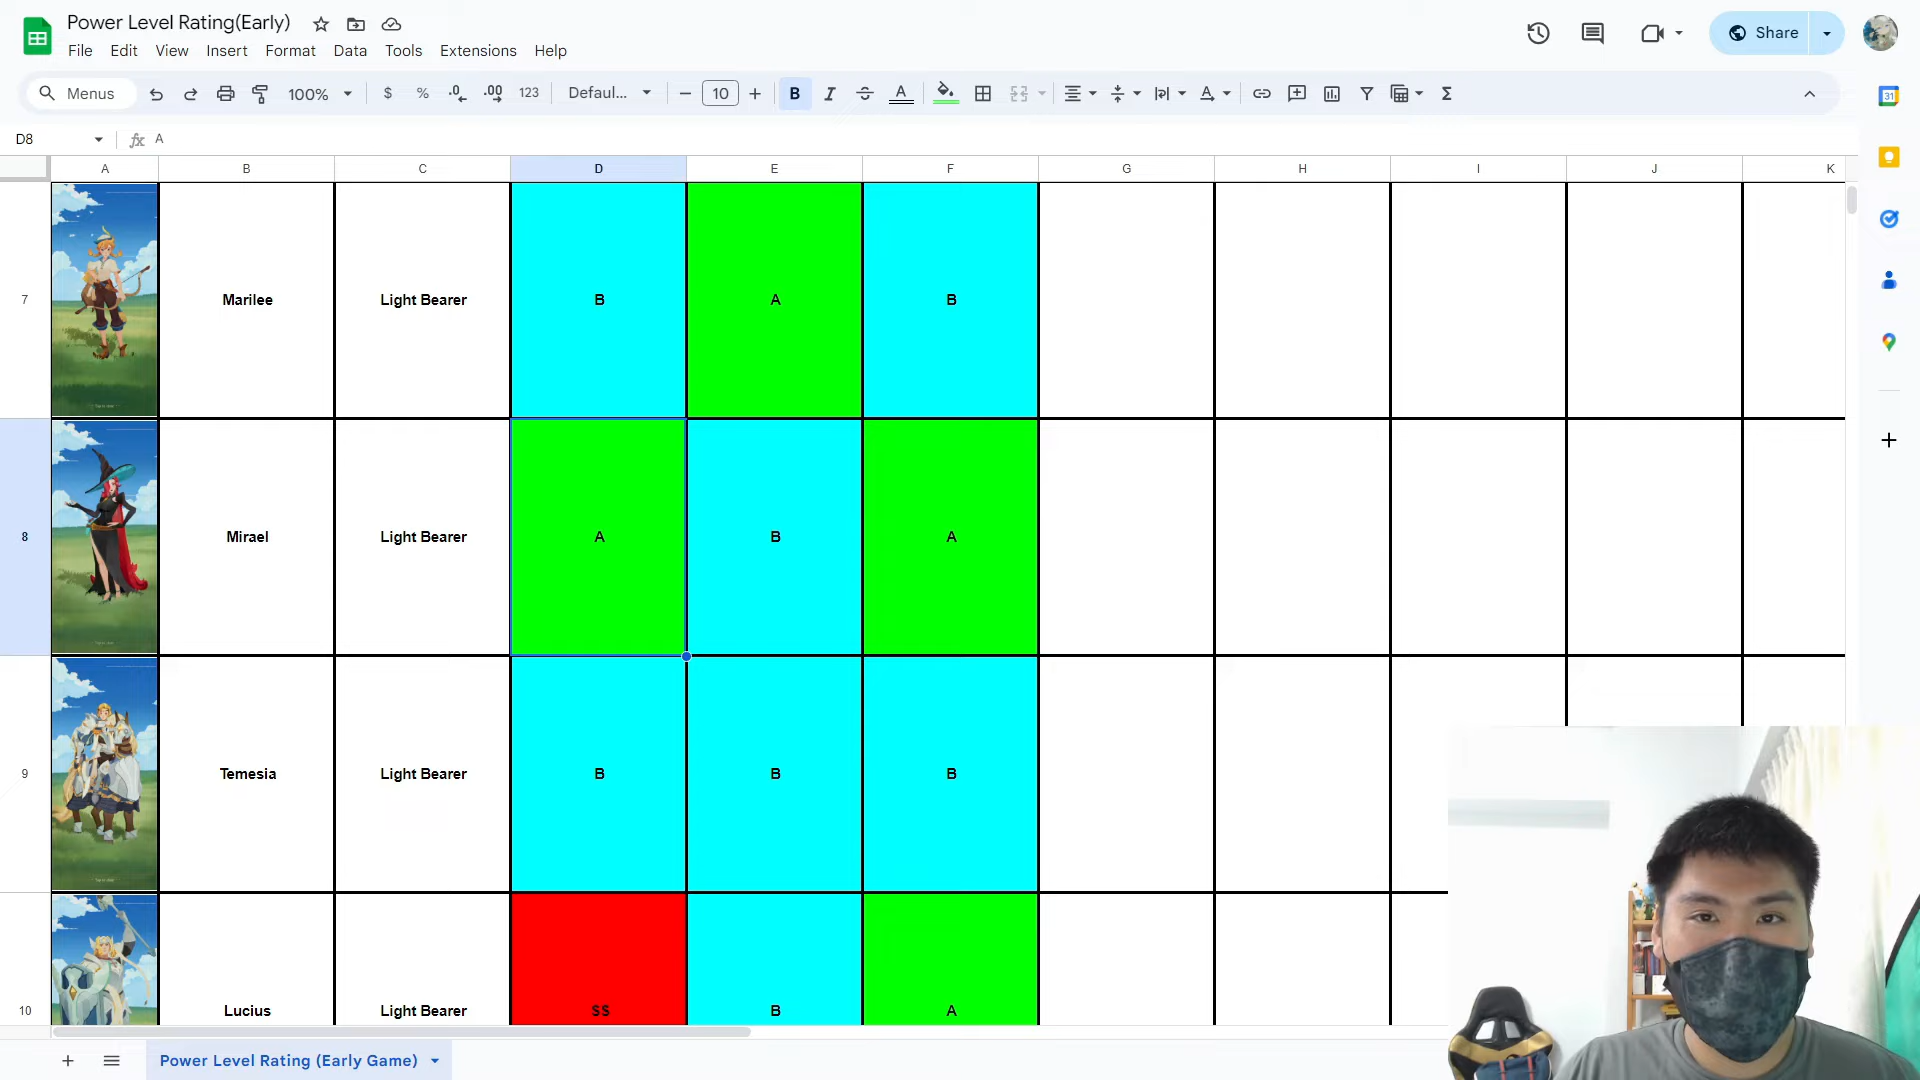 Power Level Rating(Early)
File Edit View Insert Format Data Tools Extensions Help
Share
Menus
100%
$ % .0 .00 123
Defaul...
10
B I A
D8
fx A
A B C D E F G H I J K
7 Marilee Light Bearer B A B
8 Mirael Light Bearer A B A
9 Temesia Light Bearer B B B
10 Lucius Light Bearer SS B A
Power Level Rating (Early Game)
31